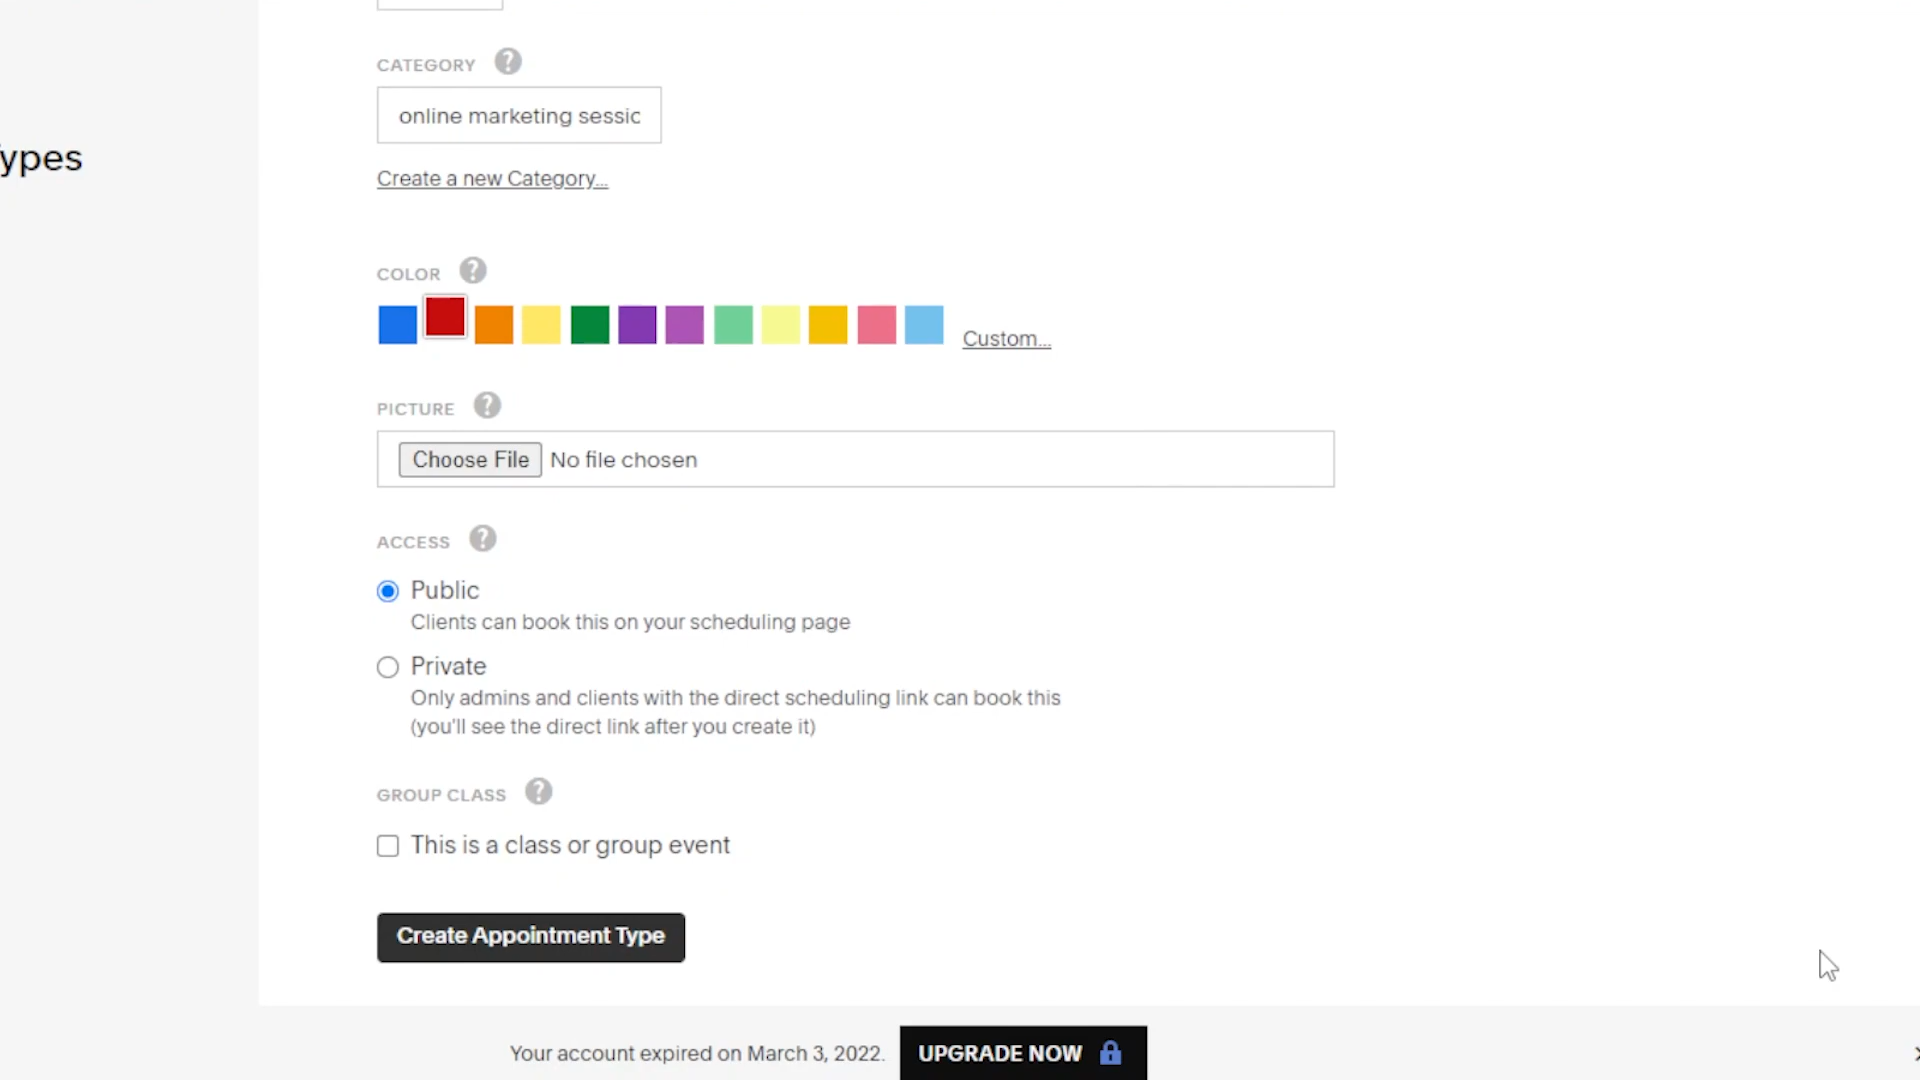 CATEGORY ?
online marketing sessic
Create a new Category...
ypes
COLOR ?
Custom...
PICTURE ?
Choose File No file chosen
ACCESS ?
Public
Clients can book this on your scheduling page
Private
Only admins and clients with the direct scheduling link can book this
(you'll see the direct link after you create it)
GROUP CLASS ?
This is a class or group event
Create Appointment Type
Your account expired on March 3, 2022. UPGRADE NOW